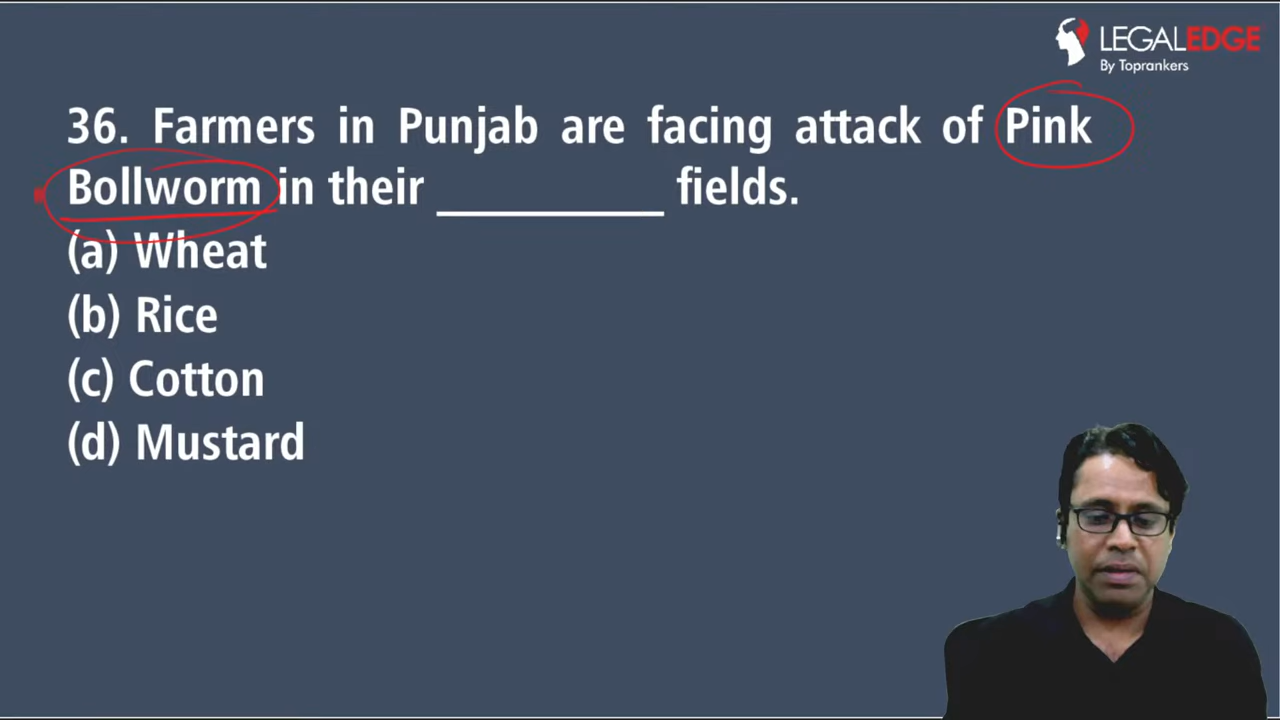 LEGALEDGE
By Toprankers
36. Farmers in Punjab are facing attack of Pink
Bollworm in their __________ fields.
(a) Wheat
(b) Rice
(c) Cotton
(d) Mustard